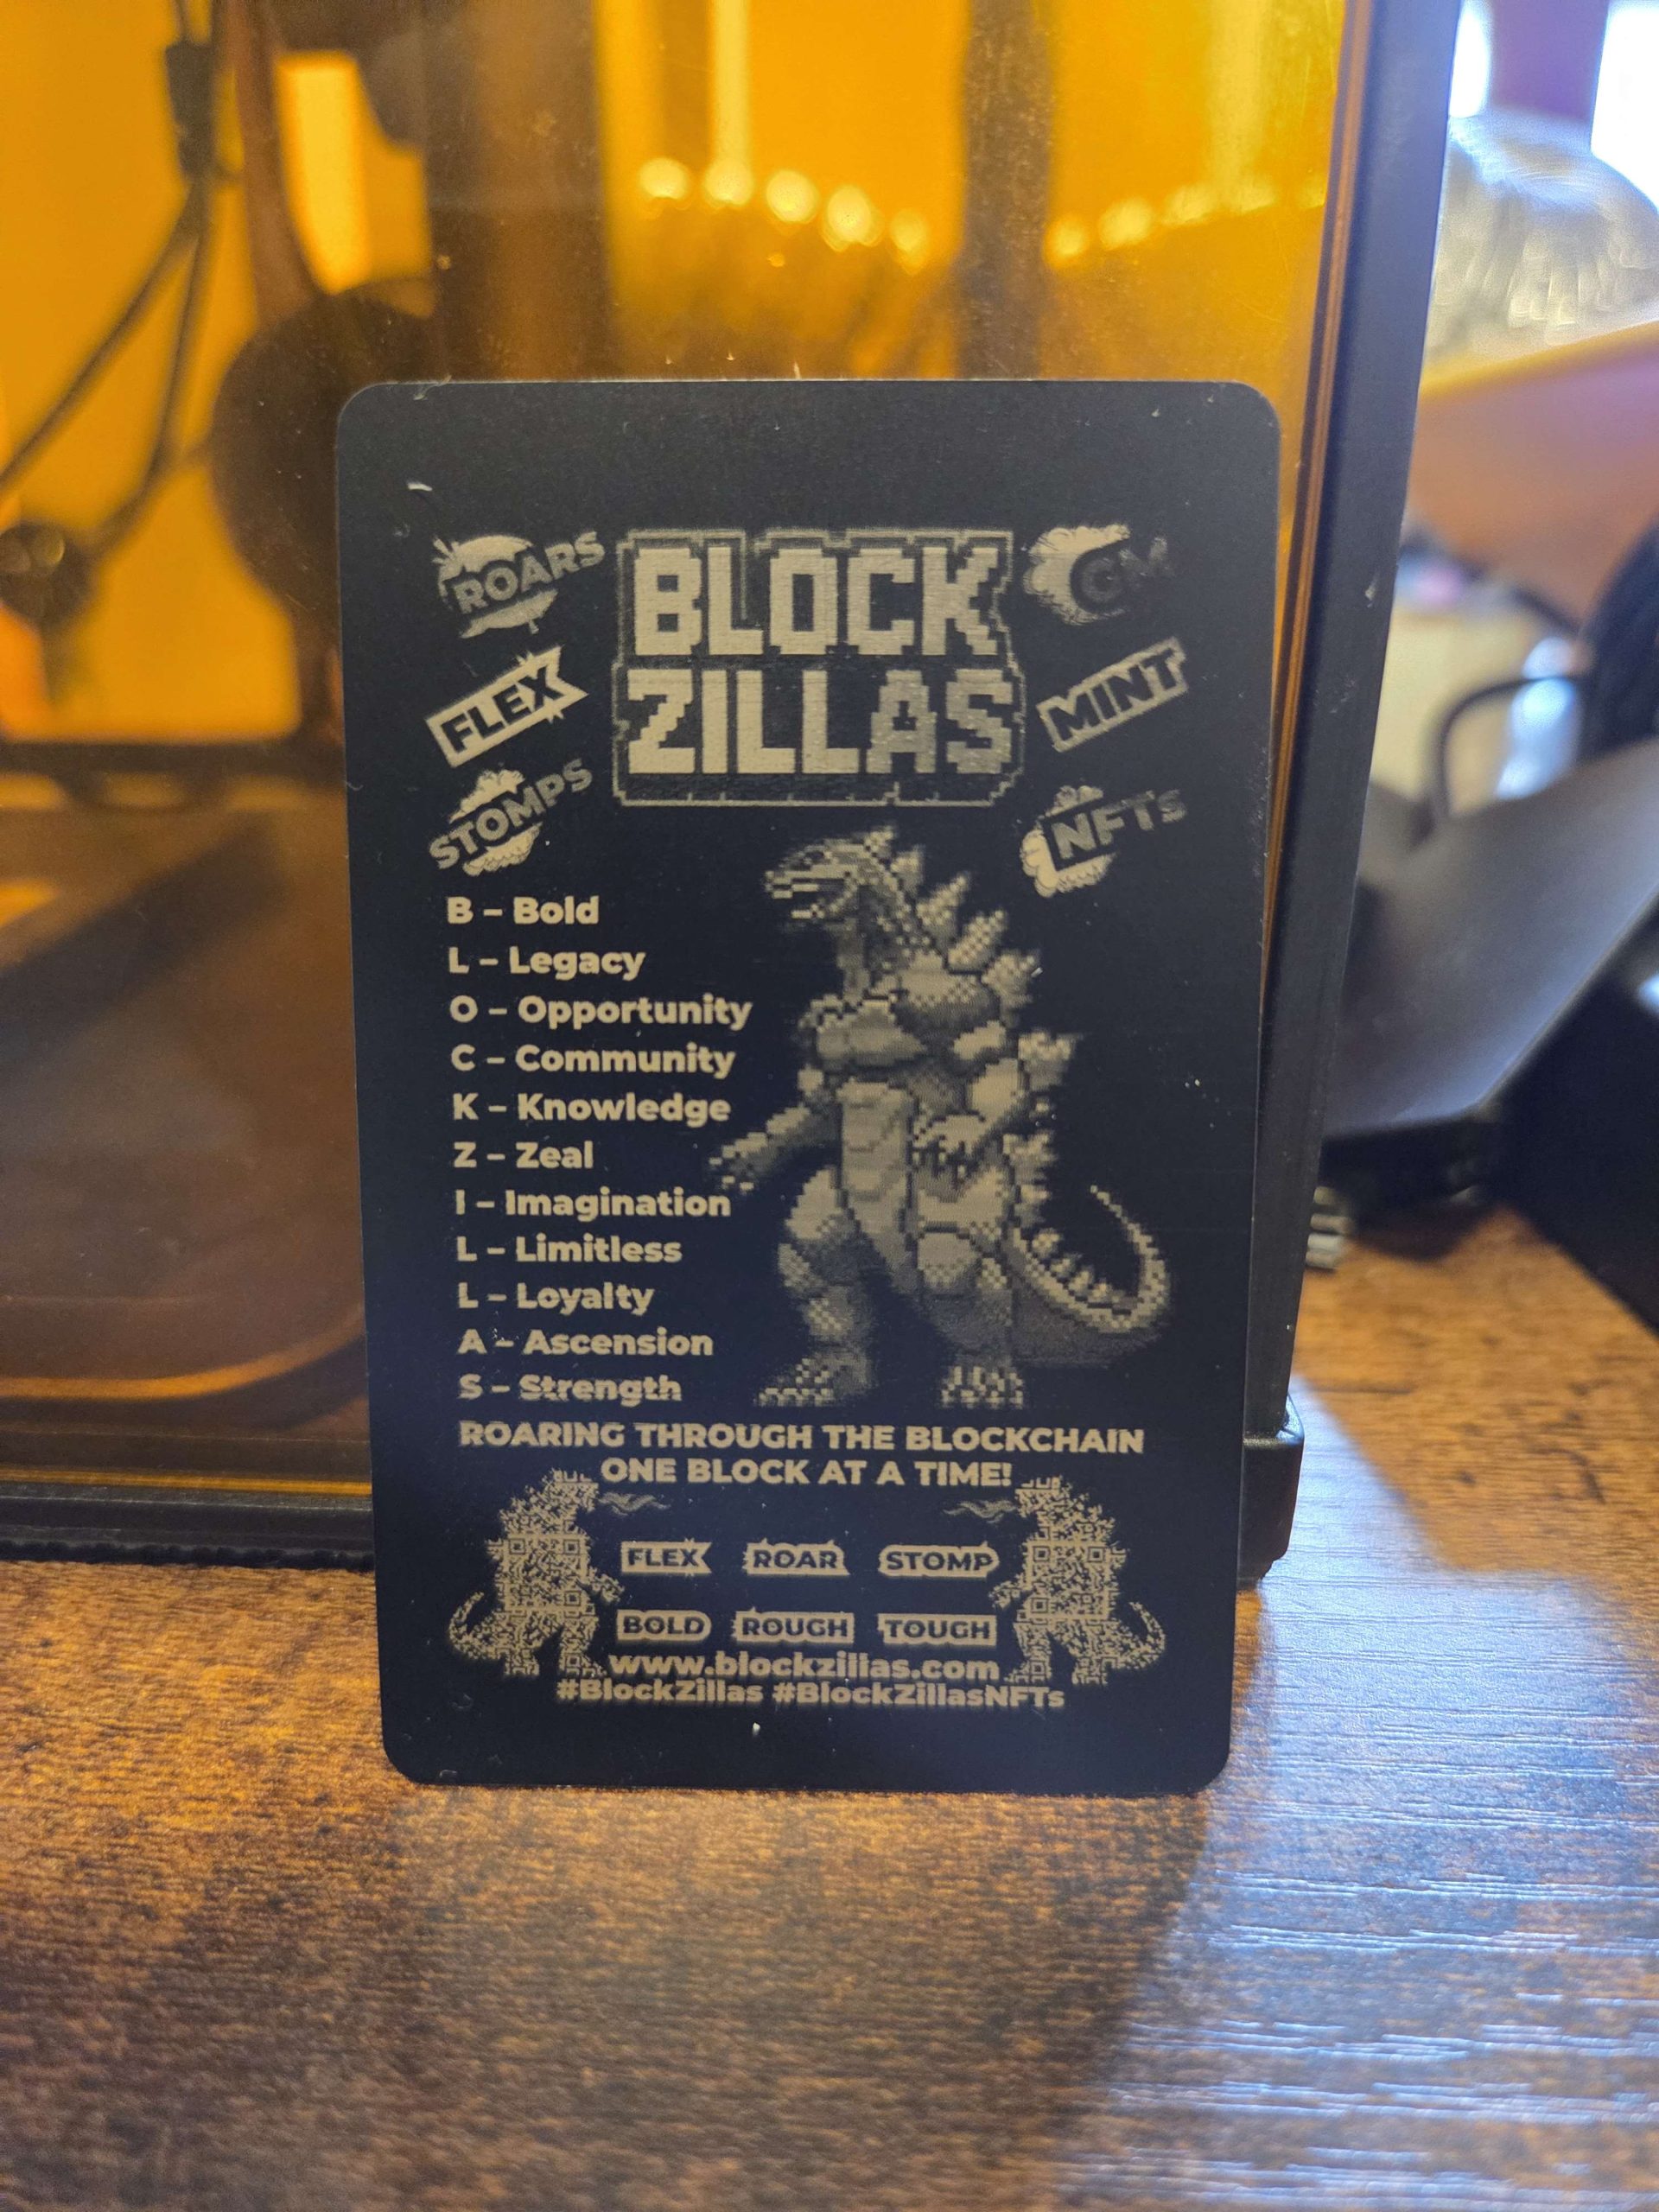 ROARS
BLOCK
ZILLAS
GM
FLEX
MINT
STOMPS
NFTs
B – Bold
L – Legacy
O – Opportunity
C – Community
K – Knowledge
Z – Zeal
I – Imagination
L – Limitless
L – Loyalty
A – Ascension
S – Strength
ROARING THROUGH THE BLOCKCHAIN
ONE BLOCK AT A TIME!
FLEX ROAR STOMP
BOLD ROUGH TOUGH
www.blockzillas.com
#BlockZillas #BlockZillasNFTs